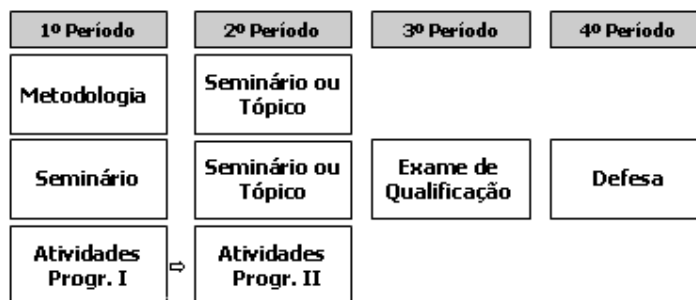 1º Período
2º Período
3º Período
4º Período
Metodologia
Seminário ou
Tópico
Seminário
Seminário ou
Tópico
Exame de
Qualificação
Defesa
Atividades
Progr. I
⇨
Atividades
Progr. II